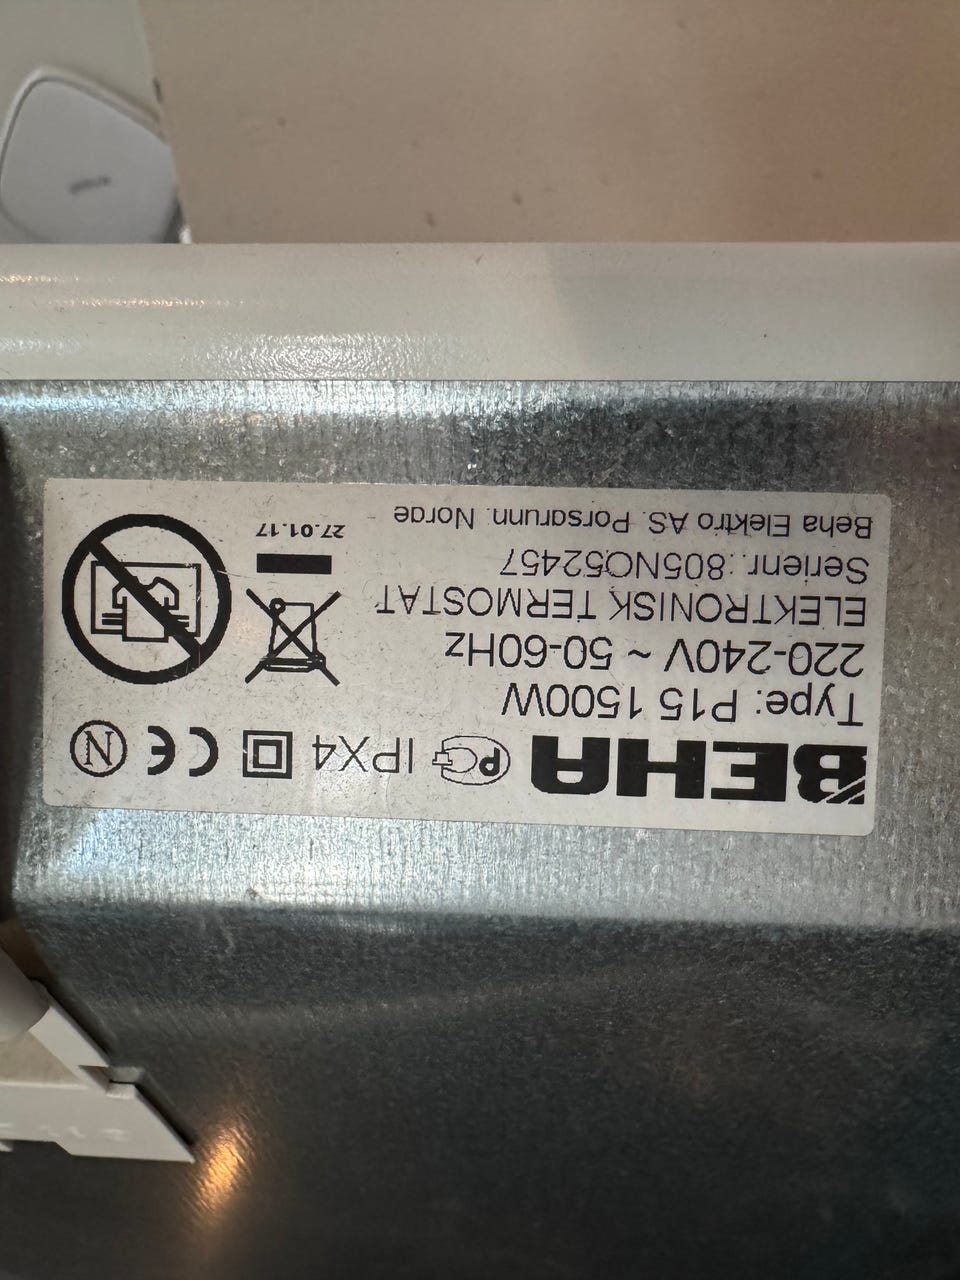 BEHA PC IPX4 CE N
Type: P15 1500W
220-240V ~ 50-60Hz
ELEKTRONISK TERMOSTAT
Serienr.:805NO52457
Beha Elektro AS. Porsgrunn. Norge
27.01.17